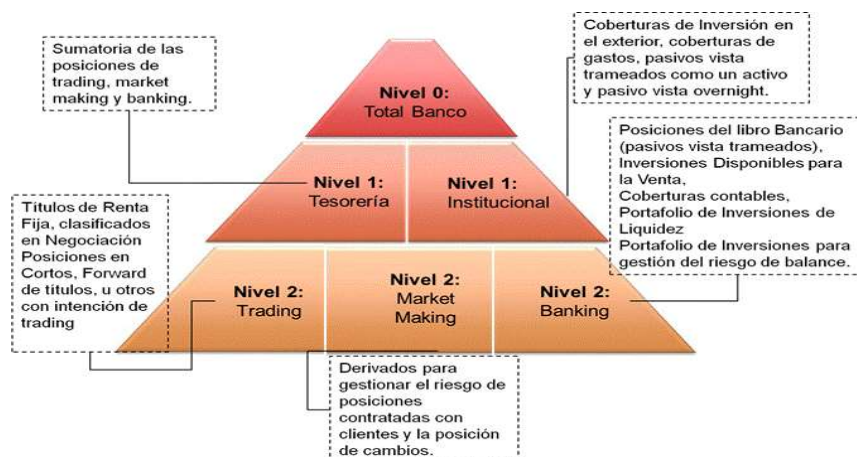 Sumatoria de las
posiciones de
trading, market
making y banking.
Coberturas de Inversión en
el exterior, coberturas de
gastos, pasivos vista
trameados como un activo
y pasivo vista overnight.
Nivel 0:
Total Banco
Nivel 1:
Tesorería
Nivel 1:
Institucional
Posiciones del libro Bancario
(pasivos vista trameados),
Inversiones Disponibles para
la Venta,
Coberturas contables,
Portafolio de Inversiones de
Liquidez
Portafolio de Inversiones para
gestión del riesgo de balance.
Títulos de Renta
Fija, clasificados
en Negociación
Posiciones en
Cortos, Forward
de títulos, u otros
con intención de
trading
Nivel 2:
Trading
Nivel 2:
Market
Making
Nivel 2:
Banking
Derivados para
gestionar el riesgo de
posiciones
contratadas con
clientes y la posición
de cambios.